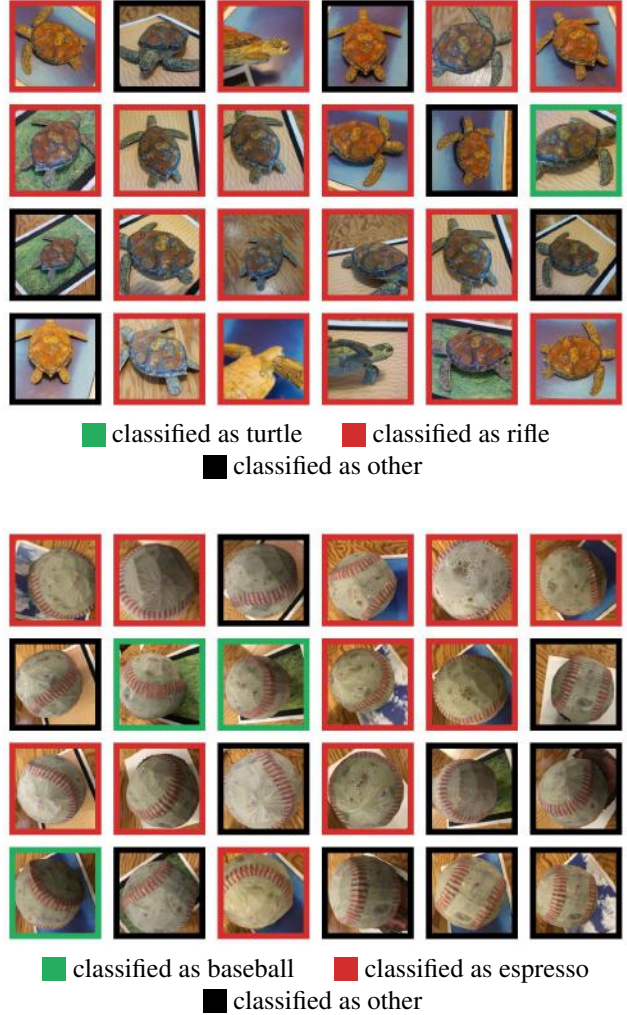 classified as turtle classified as rifle
classified as other
classified as baseball classified as espresso
classified as other